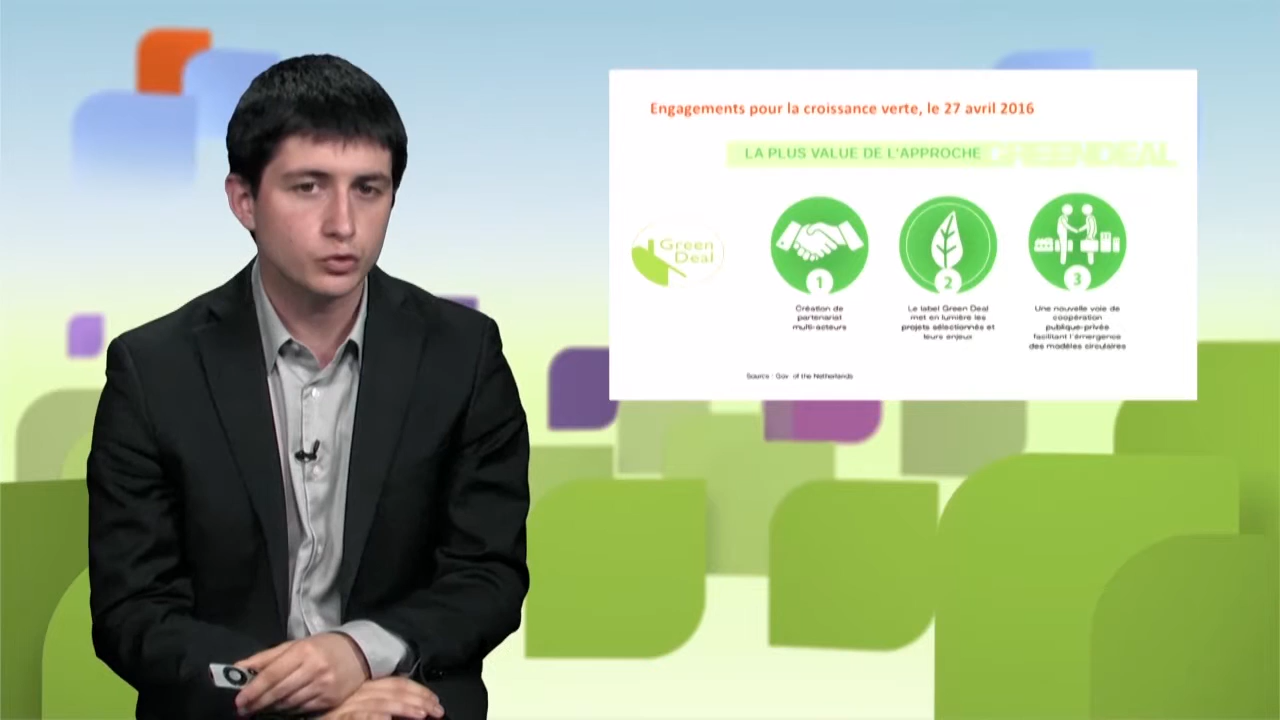 Engagements pour la croissance verte, le 27 avril 2016
LA PLUS VALUE DE L'APPROCHE GREENDEAL
Green
Deal
1
Création de
partenariat
multi-acteurs
2
Le label Green Deal
met en lumière les
projets sélectionnés et
leurs enjeux
3
Une nouvelle voie de
coopération
publique-privée
facilitant l'émergence
des modèles circulaires
Source : Gov. of the Netherlands